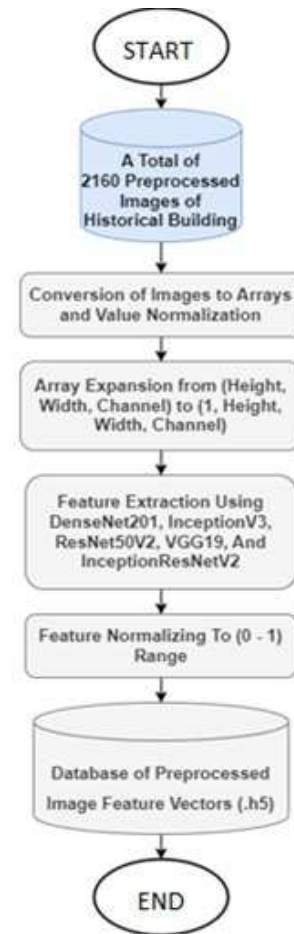 START
A Total of
2160 Preprocessed
Images of
Historical Building
Conversion of Images to Arrays
and Value Normalization
Array Expansion from (Height,
Width, Channel) to (1, Height,
Width, Channel)
Feature Extraction Using
DenseNet201, InceptionV3,
ResNet50V2, VGG19, And
InceptionResNetV2
Feature Normalizing To (0 - 1)
Range
Database of Preprocessed
Image Feature Vectors (.h5)
END